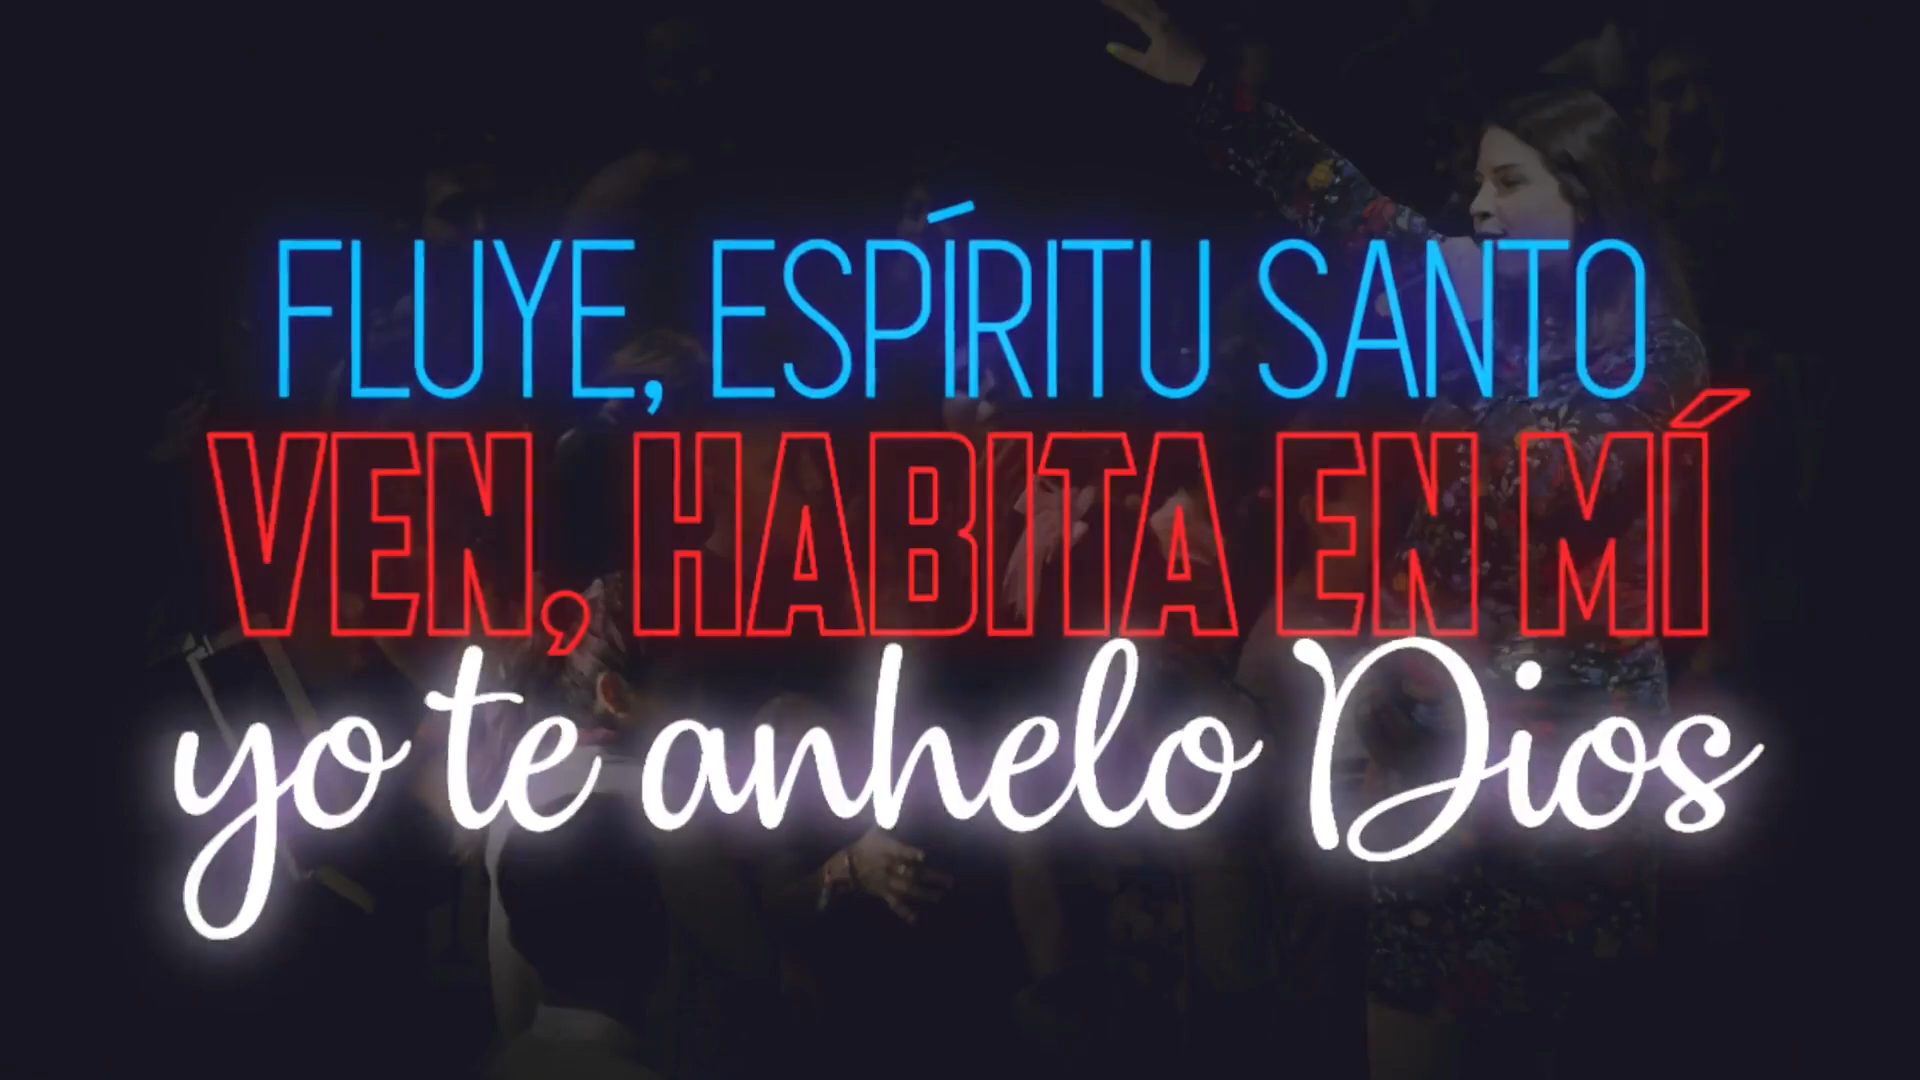 FLUYE, ESPÍRITU SANTO
VEN, HABITA EN MÍ
yo te anhelo Dios